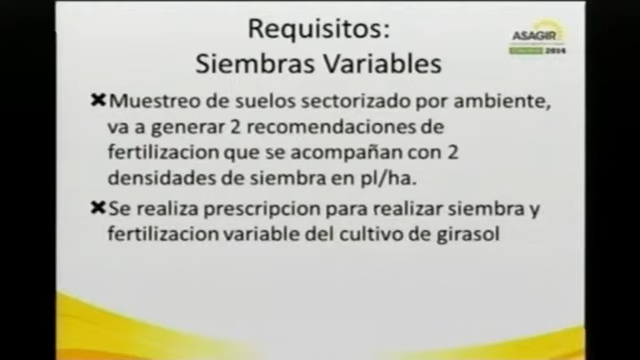 Requisitos:
Siembras Variables
ASAGIR
2014
Muestreo de suelos sectorizado por ambiente,
va a generar 2 recomendaciones de
fertilizacion que se acompañan con 2
densidades de siembra en pl/ha.
Se realiza prescripcion para realizar siembra y
fertilizacion variable del cultivo de girasol